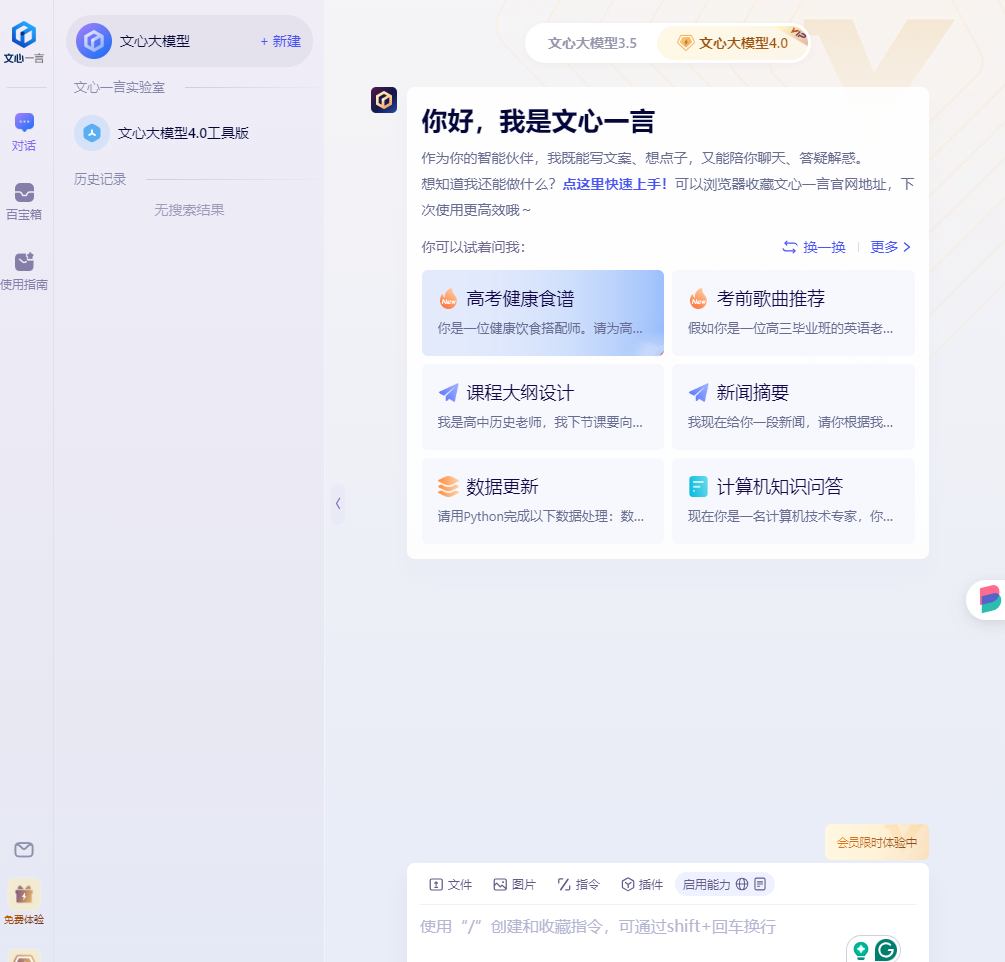 文心一言
对话
百宝箱
使用指南
免费体验
文心大模型
+ 新建
文心一言实验室
文心大模型4.0工具版
历史记录
无搜索结果
文心大模型3.5
文心大模型4.0
VIP
你好，我是文心一言
作为你的智能伙伴，我既能写文案、想点子，又能陪你聊天、答疑解惑。
想知道我还能做什么？点这里快速上手！可以浏览器收藏文心一言官网地址，下
次使用更高效哦～
你可以试着问我：
换一换
更多
New
高考健康食谱
你是一位健康饮食搭配师。请为高...
New
考前歌曲推荐
假如你是一位高三毕业班的英语老...
课程大纲设计
我是高中历史老师，我下节课要向...
新闻摘要
我现在给你一段新闻，请你根据我...
数据更新
请用Python完成以下数据处理：数...
计算机知识问答
现在你是一名计算机技术专家，你...
会员限时体验中
文件
图片
指令
插件
启用能力
使用“/”创建和收藏指令，可通过shift+回车换行